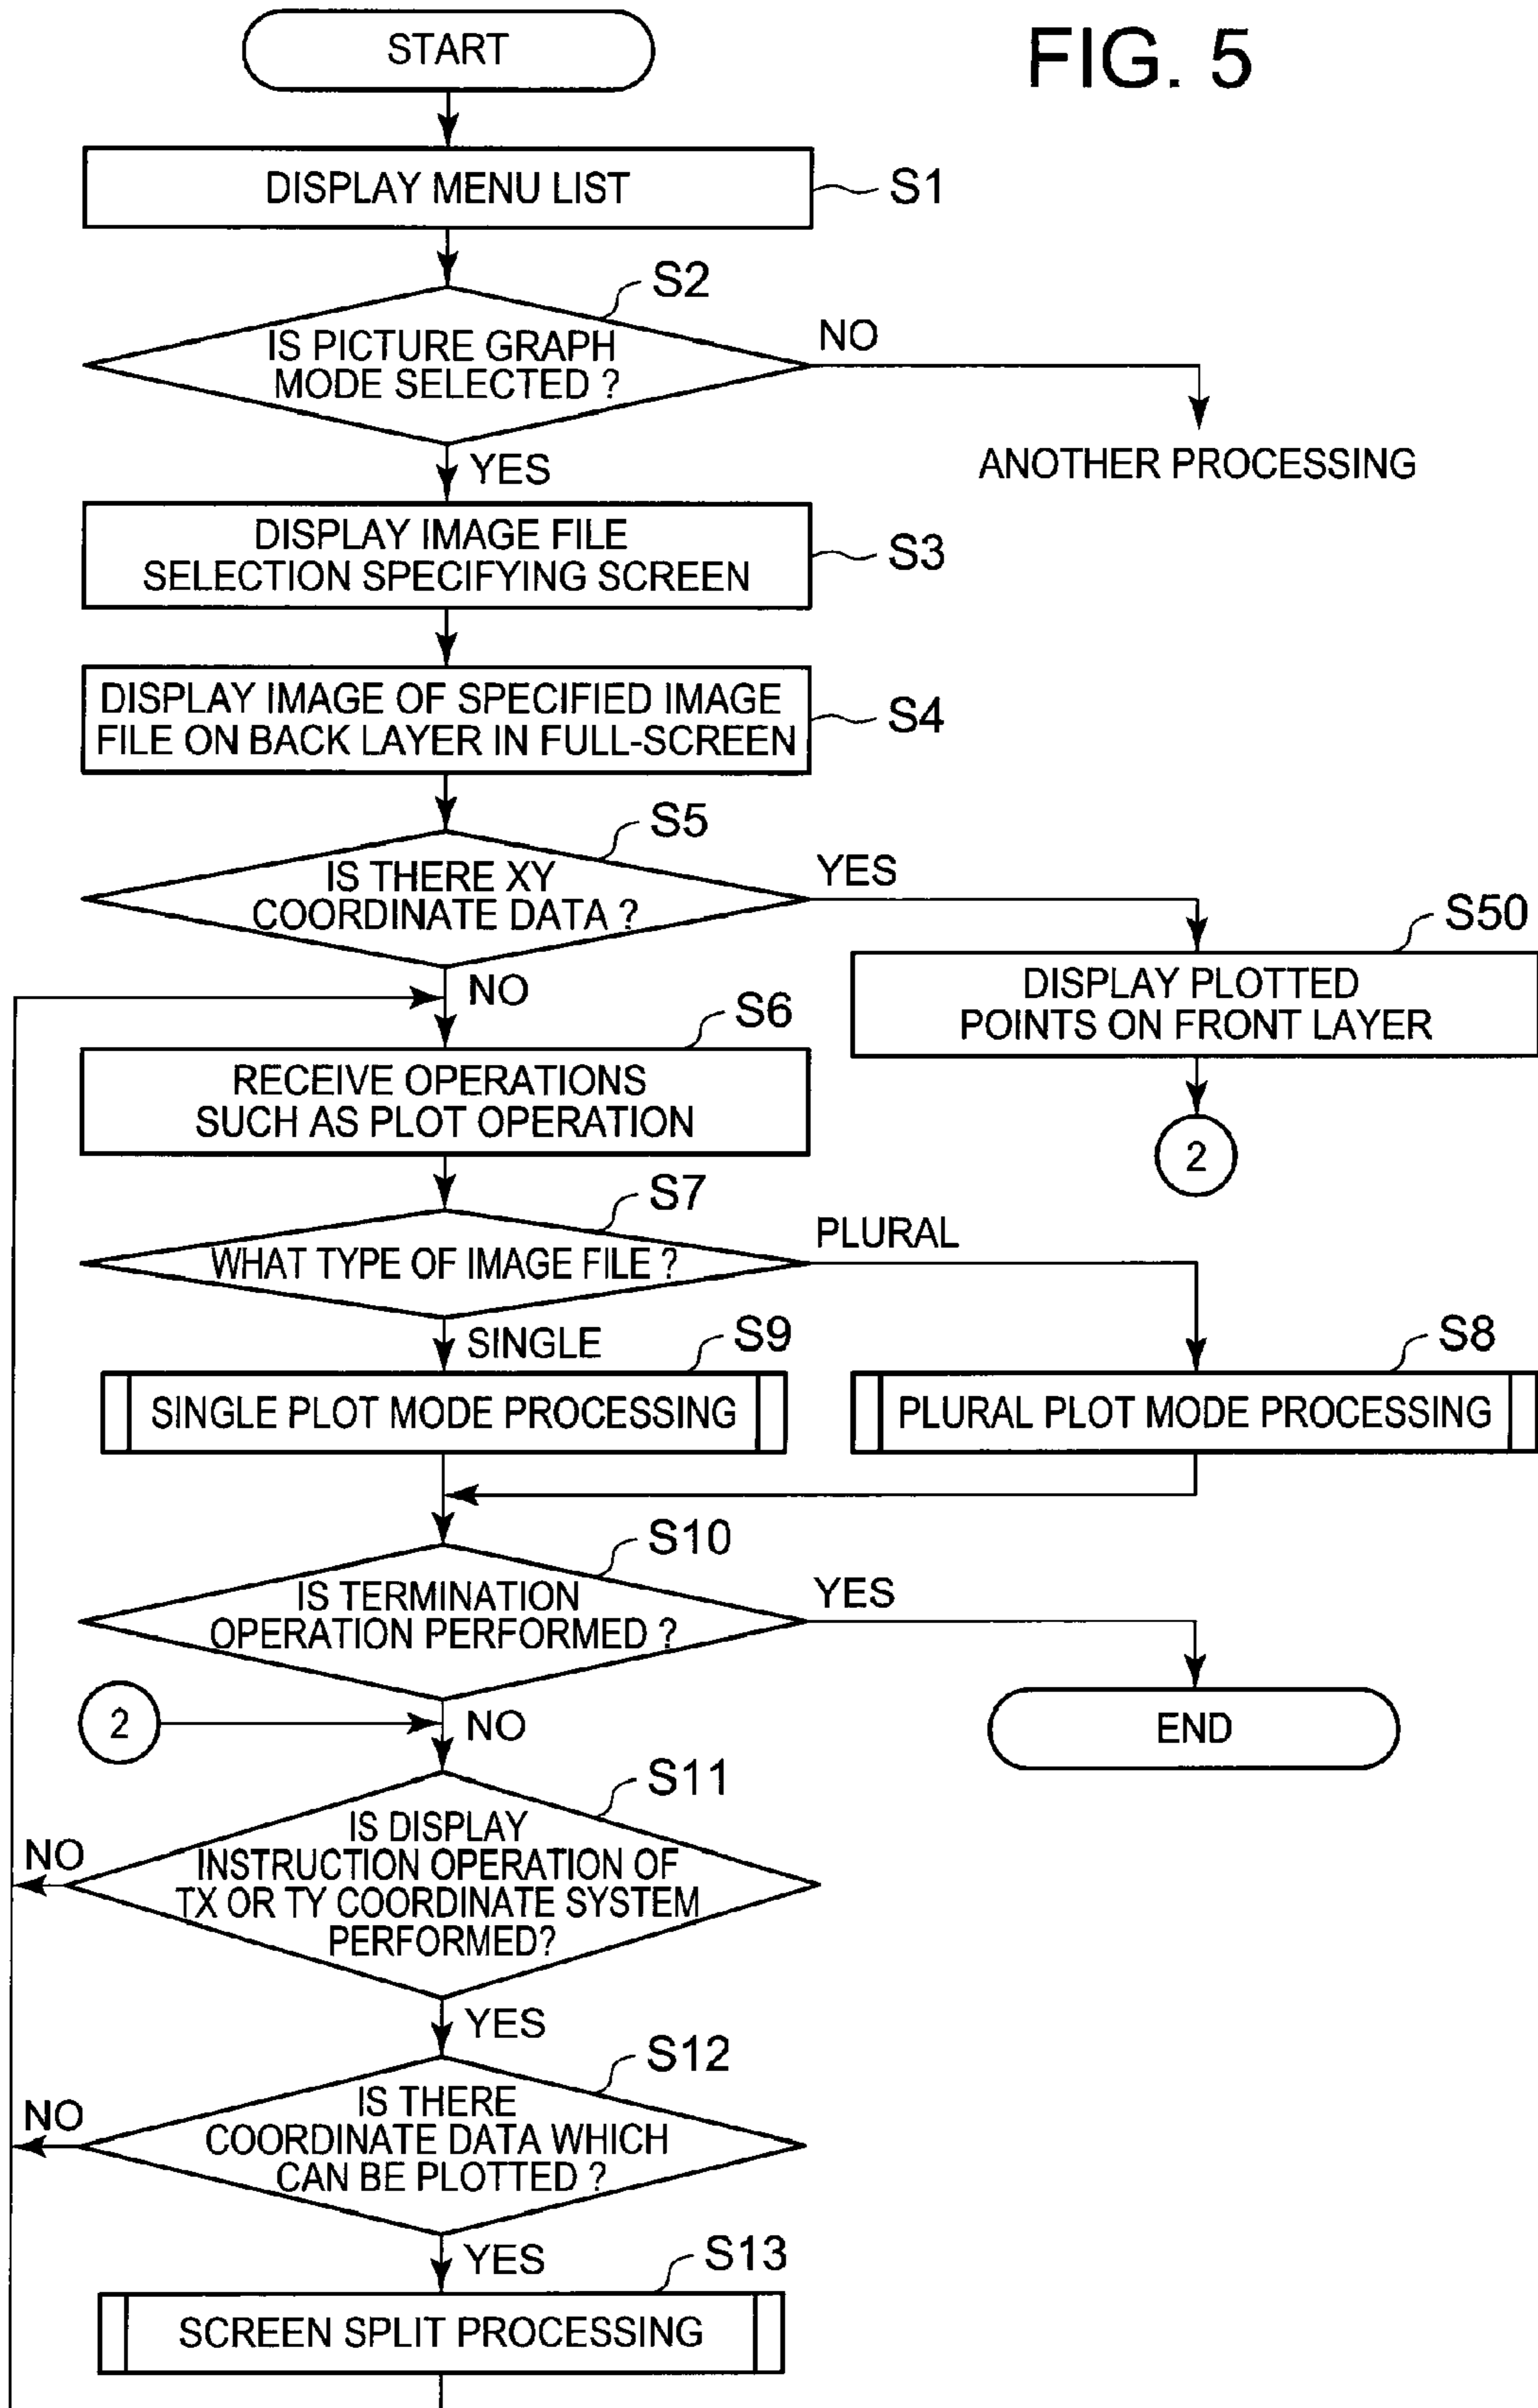 FIG. 5
START
DISPLAY MENU LIST
S1
S2
IS PICTURE GRAPH
MODE SELECTED ?
NO
ANOTHER PROCESSING
YES
DISPLAY IMAGE FILE
SELECTION SPECIFYING SCREEN
S3
DISPLAY IMAGE OF SPECIFIED IMAGE
FILE ON BACK LAYER IN FULL-SCREEN
S4
S5
IS THERE XY
COORDINATE DATA ?
YES
S50
DISPLAY PLOTTED
POINTS ON FRONT LAYER
2
NO
S6
RECEIVE OPERATIONS
SUCH AS PLOT OPERATION
S7
WHAT TYPE OF IMAGE FILE ?
PLURAL
SINGLE
S9
SINGLE PLOT MODE PROCESSING
S8
PLURAL PLOT MODE PROCESSING
S10
IS TERMINATION
OPERATION PERFORMED ?
YES
END
2
NO
S11
IS DISPLAY
INSTRUCTION OPERATION OF
TX OR TY COORDINATE SYSTEM
PERFORMED?
NO
YES
S12
IS THERE
COORDINATE DATA WHICH
CAN BE PLOTTED ?
NO
YES
S13
SCREEN SPLIT PROCESSING